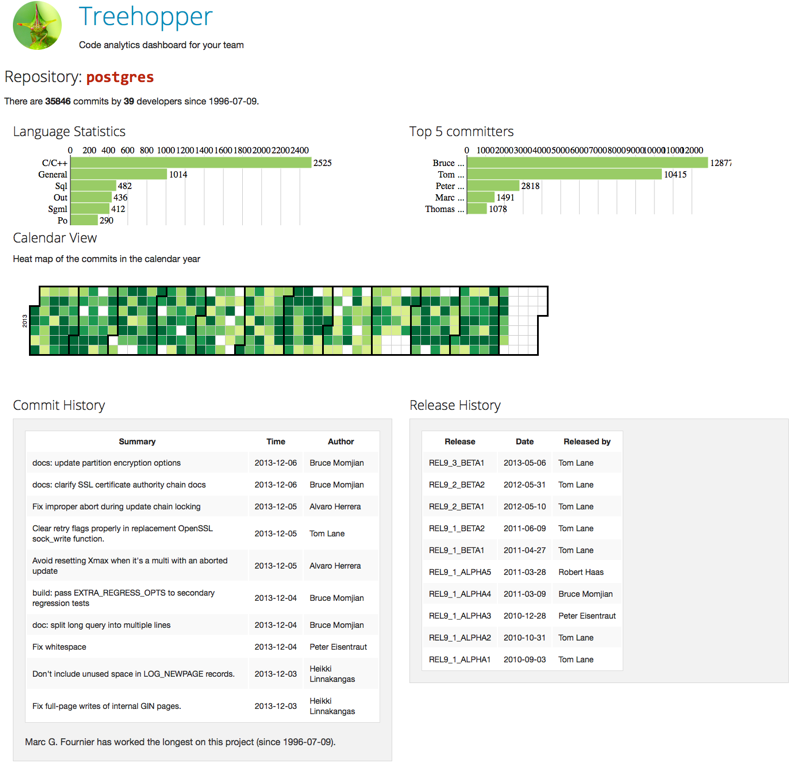 Treehopper
Code analytics dashboard for your team
Repository: postgres
There are 35846 commits by 39 developers since 1996-07-09.
Language Statistics
0 200 400 600 800 1000 1200 1400 1600 1800 2000 2200 2400
C/C++ 2525
General 1014
Sql 482
Out 436
Sgml 412
Po 290
Top 5 committers
0 1000 2000 3000 4000 5000 6000 7000 8000 9000 10000 11000 12000
Bruce ... 12877
Tom ... 10415
Peter ... 2818
Marc ... 1491
Thomas ... 1078
Calendar View
Heat map of the commits in the calendar year
2013
Commit History
Summary Time Author
docs: update partition encryption options 2013-12-06 Bruce Momjian
docs: clarify SSL certificate authority chain docs 2013-12-06 Bruce Momjian
Fix improper abort during update chain locking 2013-12-05 Alvaro Herrera
Clear retry flags properly in replacement OpenSSL
sock_write function. 2013-12-05 Tom Lane
Avoid resetting Xmax when it's a multi with an aborted
update 2013-12-05 Alvaro Herrera
build: pass EXTRA_REGRESS_OPTS to secondary
regression tests 2013-12-04 Bruce Momjian
doc: split long query into multiple lines 2013-12-04 Bruce Momjian
Fix whitespace 2013-12-04 Peter Eisentraut
Don't include unused space in LOG_NEWPAGE records. 2013-12-03 Heikki
Linnakangas
Fix full-page writes of internal GIN pages. 2013-12-03 Heikki
Linnakangas
Marc G. Fournier has worked the longest on this project (since 1996-07-09).
Release History
Release Date Released by
REL9_3_BETA1 2013-05-06 Tom Lane
REL9_2_BETA2 2012-05-31 Tom Lane
REL9_2_BETA1 2012-05-10 Tom Lane
REL9_1_BETA2 2011-06-09 Tom Lane
REL9_1_BETA1 2011-04-27 Tom Lane
REL9_1_ALPHA5 2011-03-28 Robert Haas
REL9_1_ALPHA4 2011-03-09 Bruce Momjian
REL9_1_ALPHA3 2010-12-28 Peter Eisentraut
REL9_1_ALPHA2 2010-10-31 Tom Lane
REL9_1_ALPHA1 2010-09-03 Tom Lane